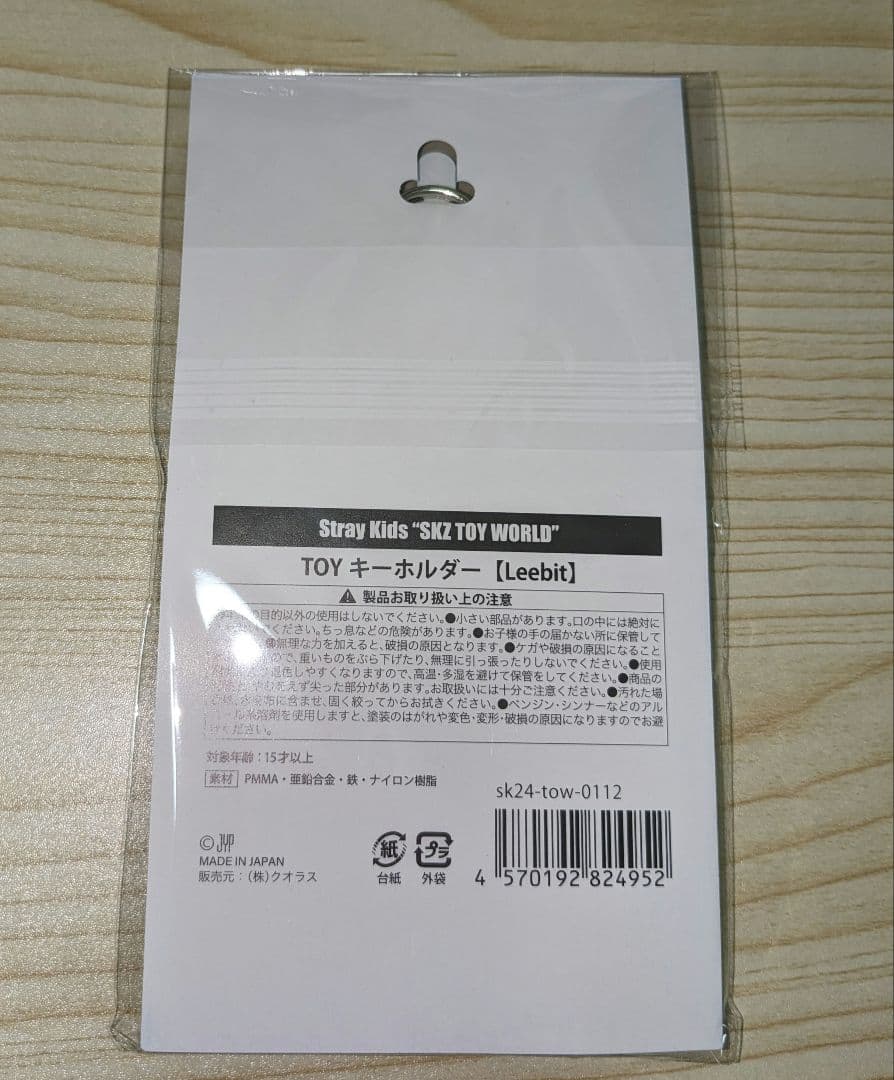 Stray Kids “SKZ TOY WORLD”
TOY キーホルダー【Leebit】
製品お取り扱い上の注意
の目的以外の使用はしないでください。●小さい部品があります。口の中には絶対に
ください。ちっ息などの危険があります。●お子様の手の届かない所に保管して
無理な力を加えると、破損の原因となります。●ケガや破損の原因になること
ので、重いものをぶら下げたり、無理に引っ張ったりしないでください。●使用
退色しやすくなりますので、高温・多湿を避けて保管をしてください。●商品の
やむをえず尖った部分があります。お取扱いには十分ご注意ください。●汚れた場
布に含ませ、固く絞ってからお拭きください。●ベンジン・シンナーなどのアル
系溶剤を使用しますと、塗装のはがれや変色・変形・破損の原因になりますのでお避
けください。
対象年齢：15才以上
素材 PMMA・亜鉛合金・鉄・ナイロン樹脂
sk24-tow-0112
© JYP
MADE IN JAPAN
販売元：(株)クオラス
紙
台紙
プラ
外袋
4 570192 824952